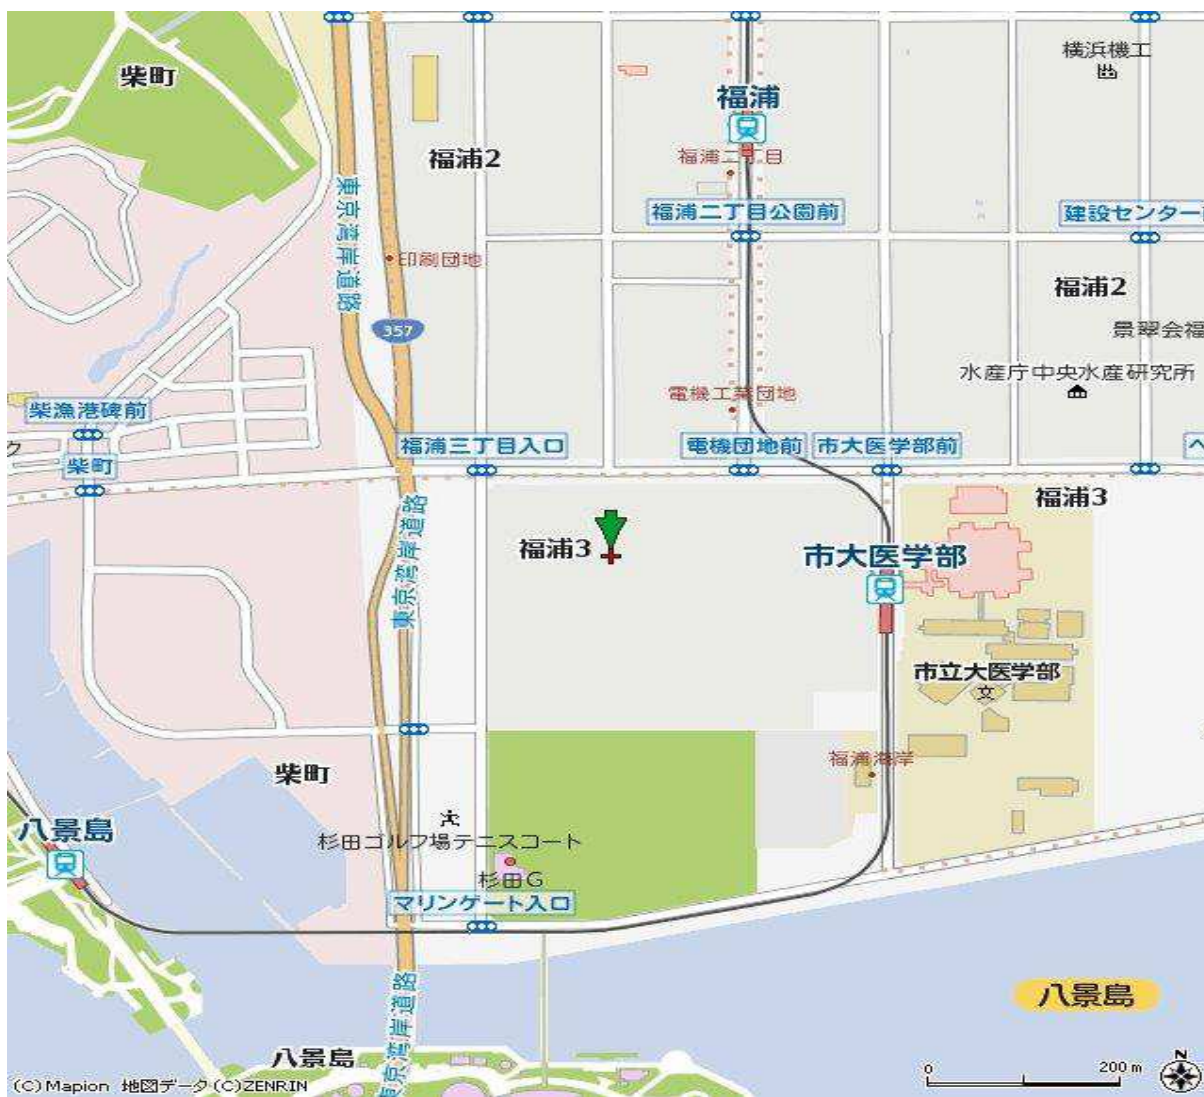 横浜機工
柴町
福浦
福浦2
福浦二丁目
東京湾岸道路
福浦二丁目公園前
建設センター
印刷団地
福浦2
357
景翠会福
水産庁中央水産研究所
電機工業団地
柴漁港碑前
ク
福浦三丁目入口
電機団地前
市大医学部前
柴町
福浦3
東京湾岸道路
福浦3
市大医学部
市立大医学部
福浦海岸
柴町
八景島
杉田ゴルフ場テニスコート
杉田G
マリンゲート入口
東京湾岸道路
八景島
八景島
N
0
200m
(C)Mapion 地図データ(C)ZENRIN